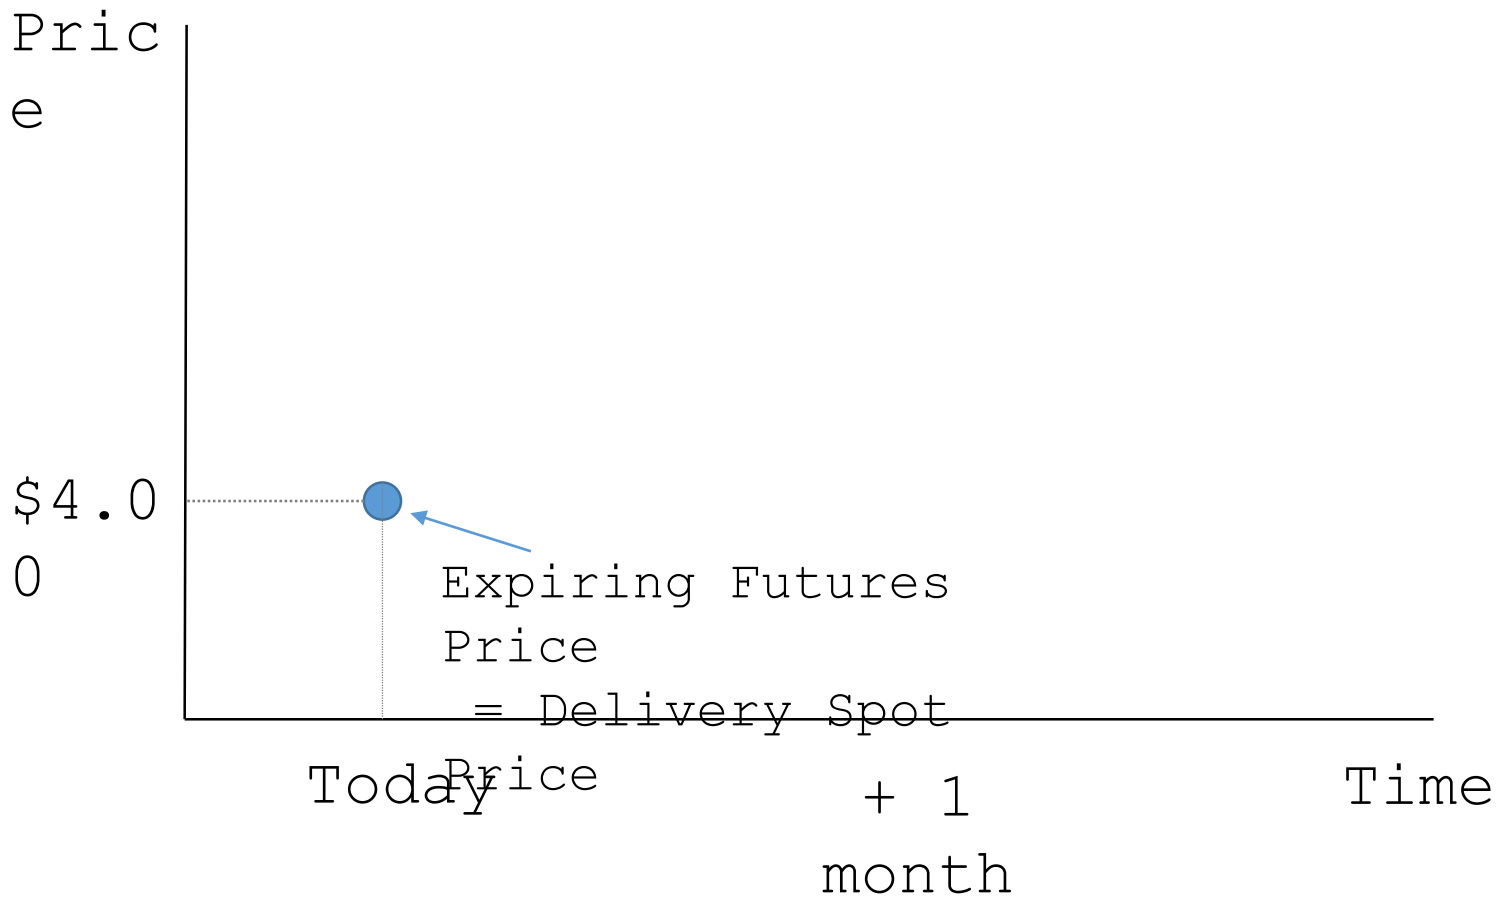 Pric
e
$4.0
0
Expiring Futures
Price
= Delivery Spot
Price
Today
+ 1
month
Time